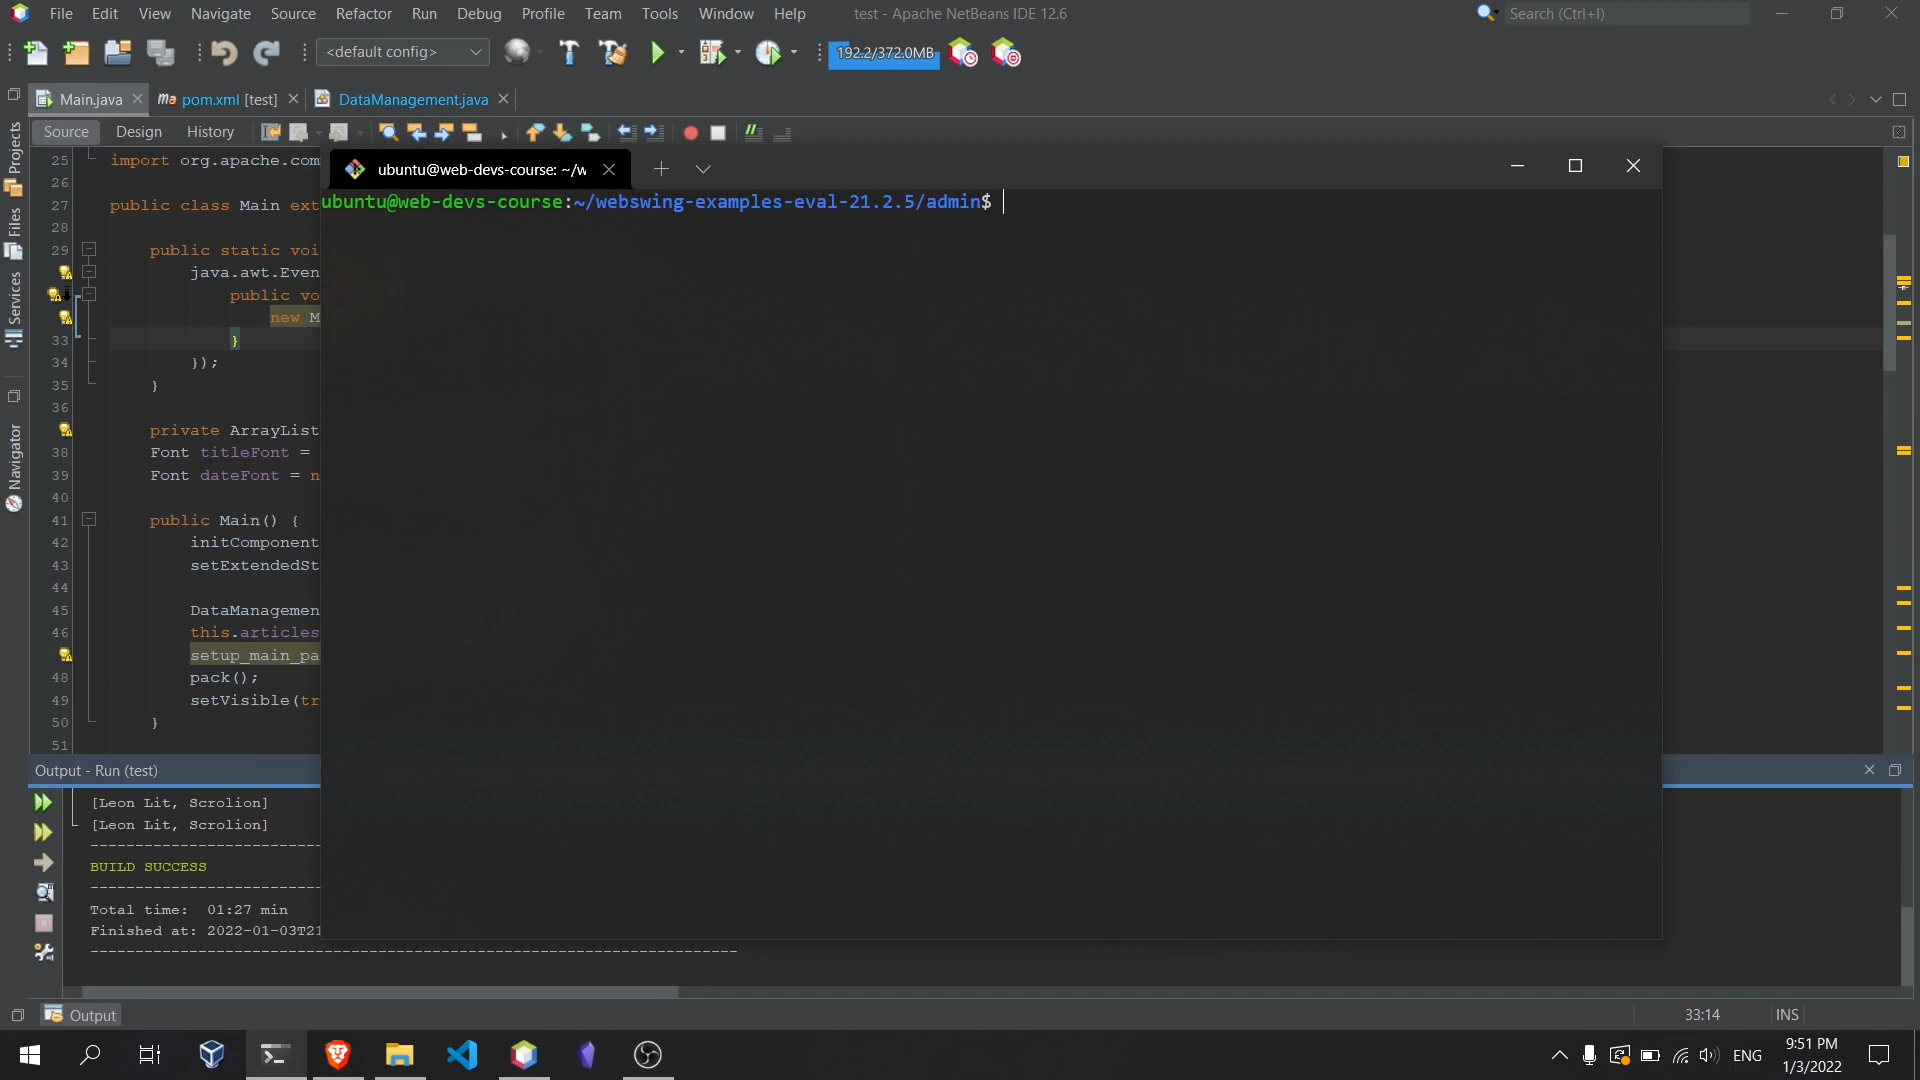 File Edit View Navigate Source Refactor Run Debug Profile Team Tools Window Help test - Apache NetBeans IDE 12.6 Search (Ctrl+I)
<default config> 192.2/372.0MB
Main.java pom.xml [test] DataManagement.java
Source Design History
Projects
Files
Services
Navigator
ubuntu@web-devs-course: ~/w
ubuntu@web-devs-course:~/webswing-examples-eval-21.2.5/admin$
25 import org.apache.com
26
27 public class Main ext
28
29 public static voi
java.awt.Even
public vo
new M
33 }
34 });
35 }
36
private ArrayList
38 Font titleFont =
39 Font dateFont = n
40
41 public Main() {
42 initComponent
43 setExtendedSt
44
45 DataManagemen
46 this.articles
setup_main_pa
48 pack();
49 setVisible(tr
50 }
51
Output - Run (test)
[Leon Lit, Scrolion]
[Leon Lit, Scrolion]
------------------------
BUILD SUCCESS
------------------------
Total time: 01:27 min
Finished at: 2022-01-03T21
------------------------------------------------------------------------
Output 33:14 INS
ENG 9:51 PM
1/3/2022